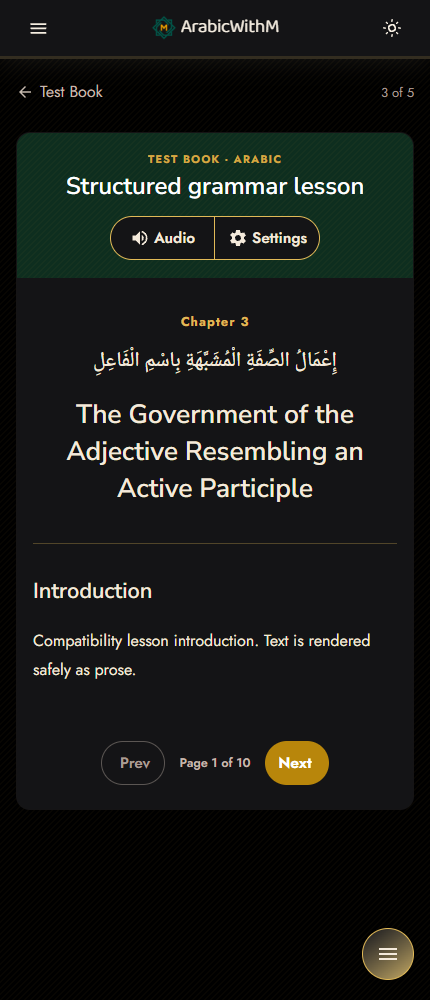 ArabicWithM
← Test Book
3 of 5
TEST BOOK · ARABIC
Structured grammar lesson
Audio
Settings
Chapter 3
إِعْمَالُ الصِّفَةِ الْمُشَبَّهَةِ بِاسْمِ الْفَاعِلِ
The Government of the
Adjective Resembling an
Active Participle
Introduction
Compatibility lesson introduction. Text is rendered
safely as prose.
Prev
Page 1 of 10
Next